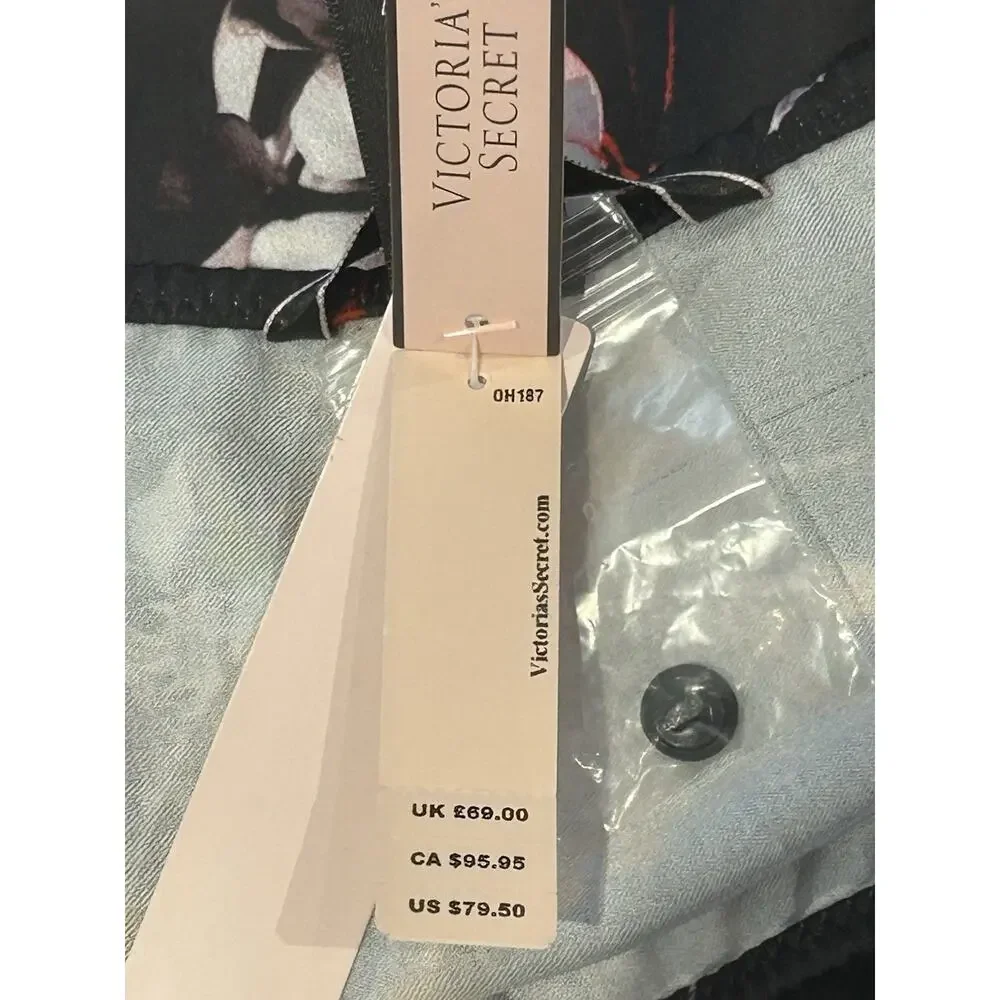 VICTORIA'
SECRET
0H187
VictoriasSecret.com
UK £69.00
CA $95.95
US $79.50